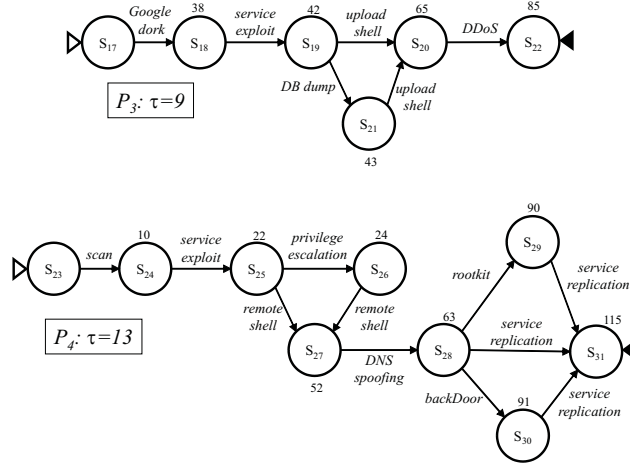 Google
dork
service
exploit
upload
shell
DDoS
38
42
65
85
S17
S18
S19
S20
S22
DB dump
upload
shell
S21
43
P3: τ=9
scan
service
exploit
privilege
escalation
10
22
24
90
S23
S24
S25
S26
S29
rootkit
service
replication
remote
shell
remote
shell
P4: τ=13
63
115
service
replication
S27
S28
S31
52
DNS
spoofing
backDoor
91
service
replication
S30